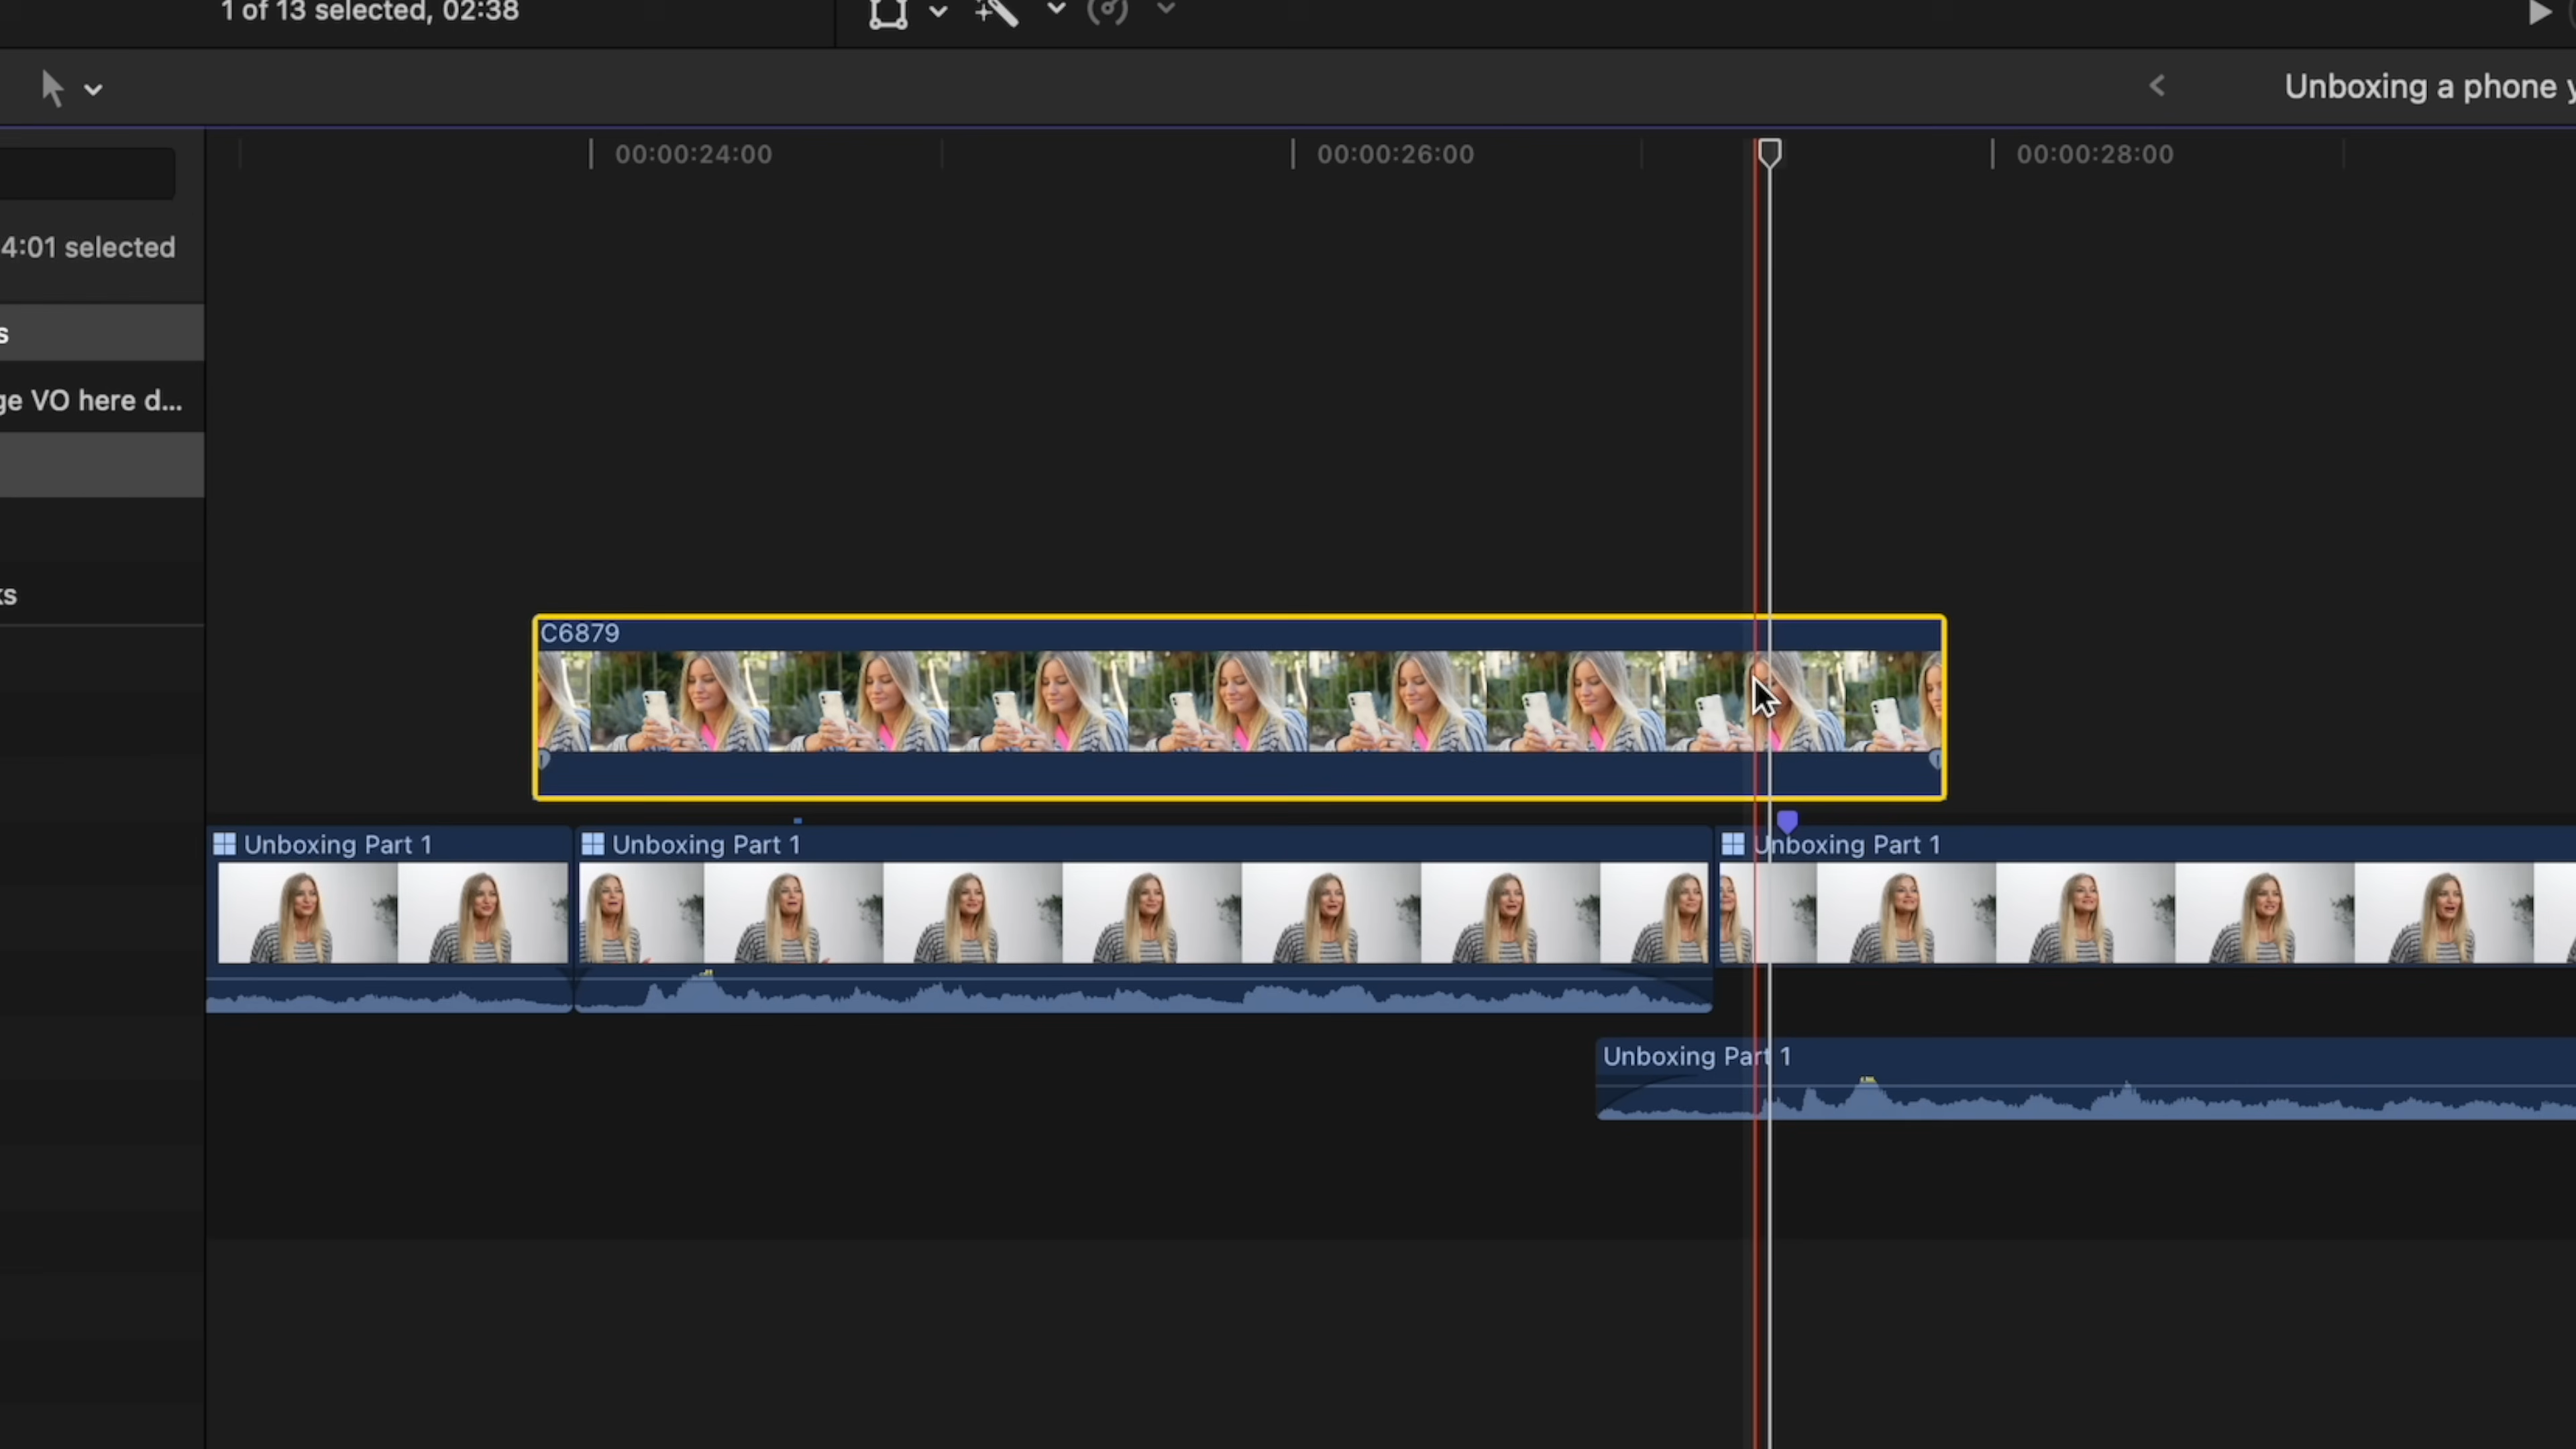 1 of 13 selected, 02:38
Unboxing a phone y
00:00:24:00
00:00:26:00
00:00:28:00
4:01 selected
s
ge VO here d...
ks
C6879
Unboxing Part 1
Unboxing Part 1
Unboxing Part 1
Unboxing Part 1